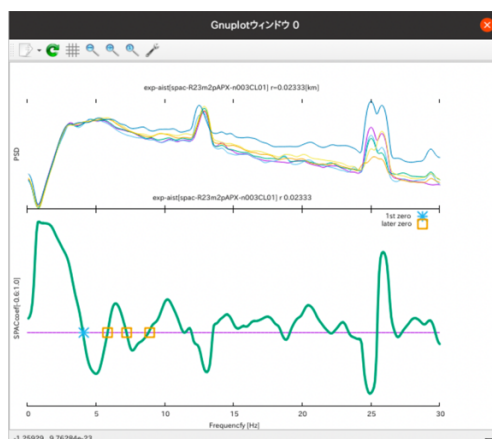 Gnuplotウィンドウ 0
exp-aist[spac-R23m2pAPX-n003CL01] r=0.02333[km]
PSD
exp-aist[spac-R23m2pAPX-n003CL01] r 0.02333
1st zero
later zero
SPACcoef[-0.6:1.0]
0 5 10 15 20 25 30
Frequencfy [Hz]
-1.25929, 9.76284e-23